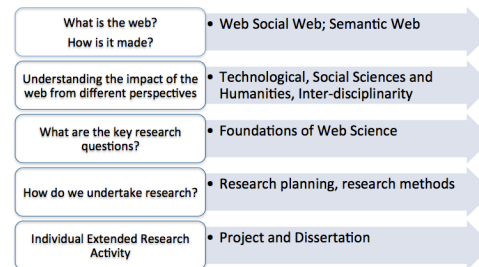 What is the web?
How is it made?
• Web Social Web; Semantic Web
Understanding the impact of the
web from different perspectives
• Technological, Social Sciences and
Humanities, Inter-disciplinarity
What are the key research
questions?
• Foundations of Web Science
How do we undertake research?
• Research planning, research methods
Individual Extended Research
Activity
• Project and Dissertation